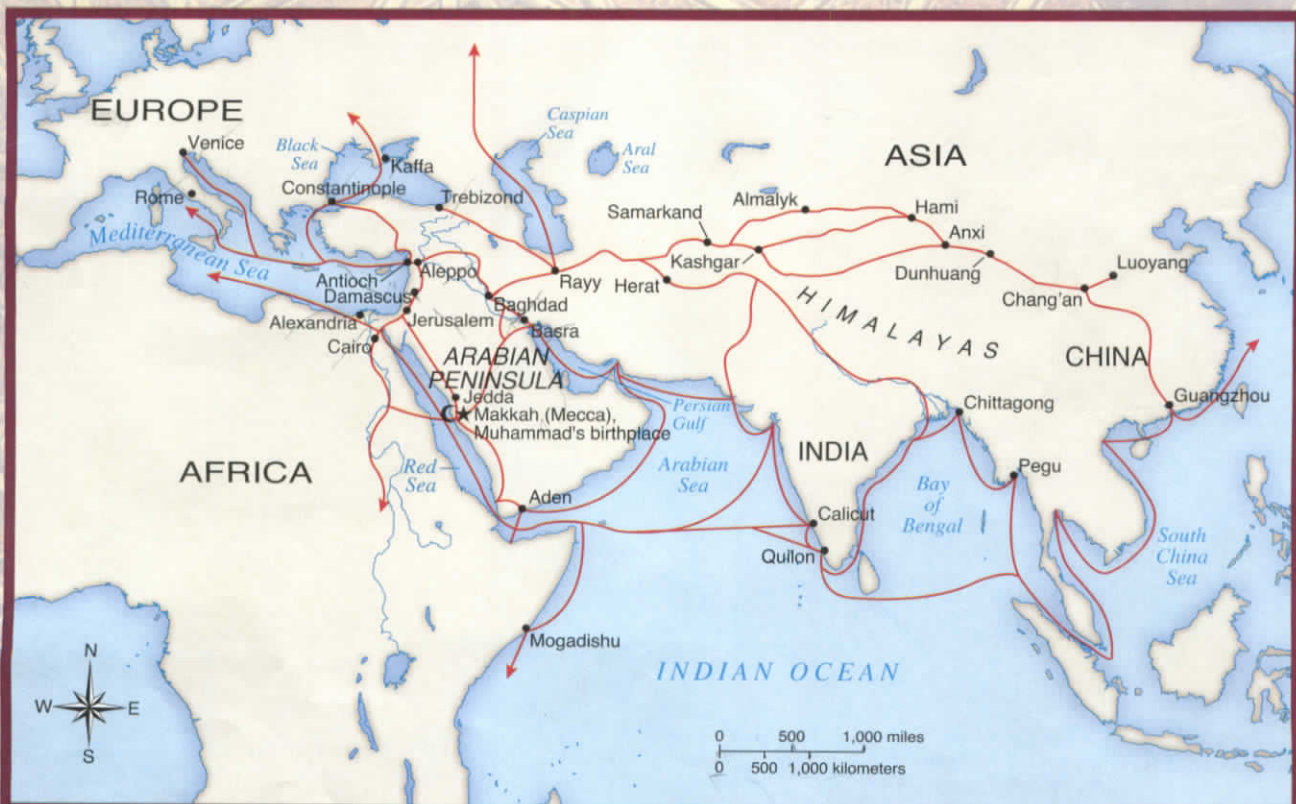 EUROPE
Venice
Black
Sea
Kaffa
Caspian
Sea
Aral
Sea
ASIA
Rome
Constantinople
Trebizond
Samarkand
Almalyk
Hami
Mediterranean Sea
Anxi
Antioch
Aleppo
Rayy
Herat
Kashgar
Dunhuang
Luoyang
Damascus
Baghdad
Chang'an
Alexandria
Jerusalem
Basra
HIMALAYAS
Cairo
ARABIAN
PENINSULA
CHINA
Jedda
Makkah (Mecca),
Muhammad's birthplace
Persian
Gulf
Chittagong
Guangzhou
AFRICA
Red
Sea
Arabian
Sea
INDIA
Pegu
Bay
of
Bengal
Aden
Calicut
Quilon
South
China
Sea
Mogadishu
INDIAN OCEAN
N
W E
S
0 500 1,000 miles
0 500 1,000 kilometers